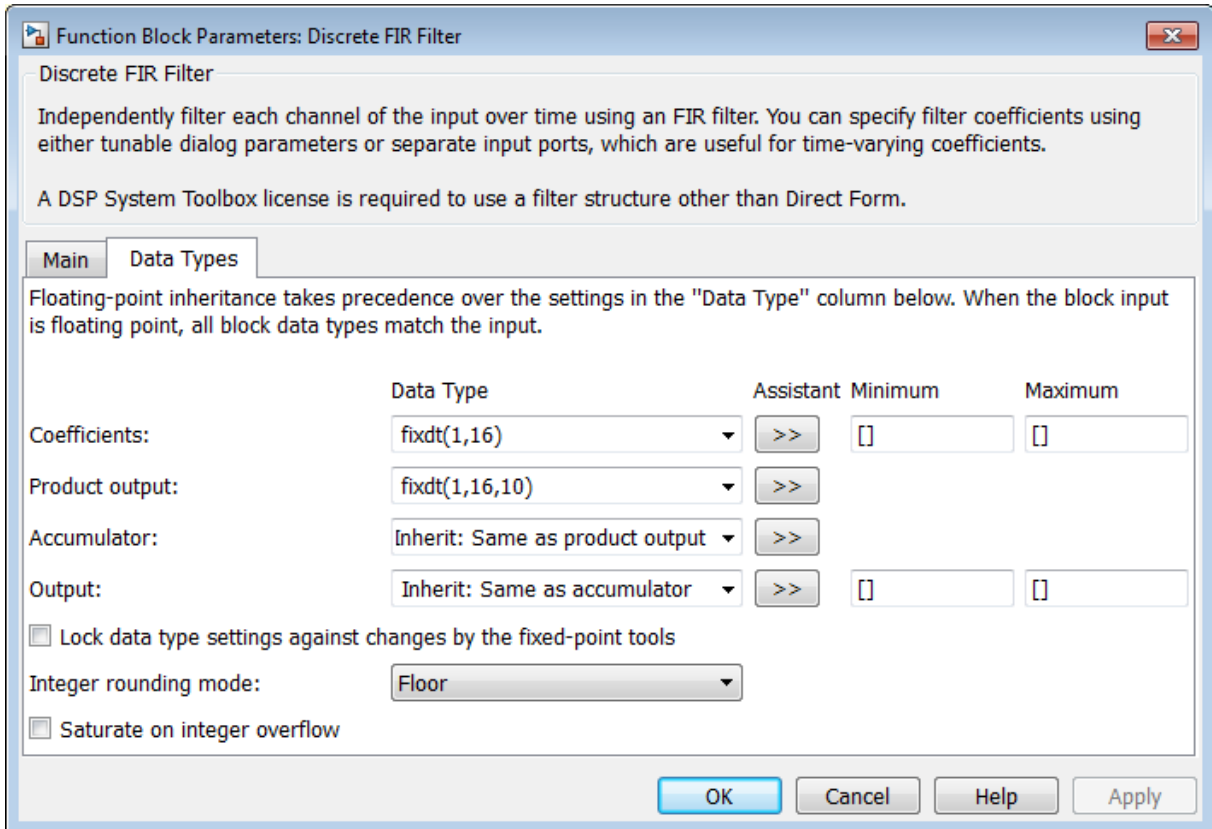 Function Block Parameters: Discrete FIR Filter
Discrete FIR Filter
Independently filter each channel of the input over time using an FIR filter. You can specify filter coefficients using
either tunable dialog parameters or separate input ports, which are useful for time-varying coefficients.
A DSP System Toolbox license is required to use a filter structure other than Direct Form.
Main Data Types
Floating-point inheritance takes precedence over the settings in the "Data Type" column below. When the block input
is floating point, all block data types match the input.
Data Type Assistant Minimum Maximum
Coefficients: fixdt(1,16) >> [] []
Product output: fixdt(1,16,10) >>
Accumulator: Inherit: Same as product output >>
Output: Inherit: Same as accumulator >> [] []
Lock data type settings against changes by the fixed-point tools
Integer rounding mode: Floor
Saturate on integer overflow
OK Cancel Help Apply